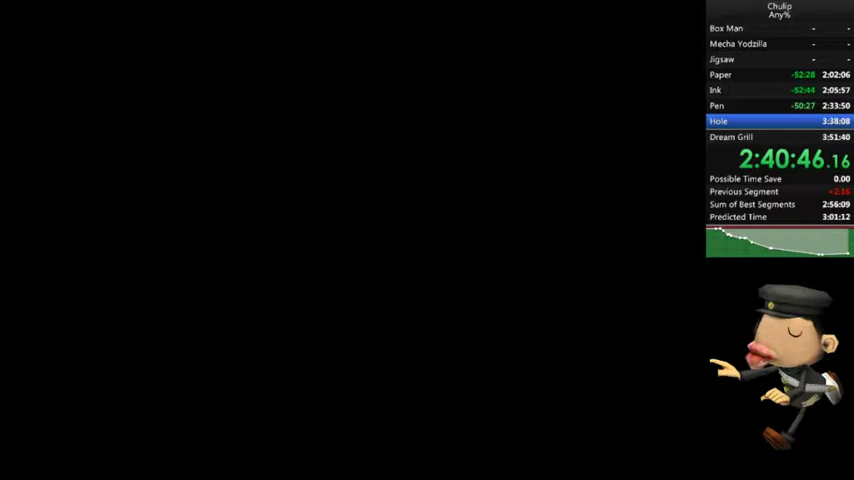 Chulip
Any%
Box Man - -
Mecha Yodzilla - -
Jigsaw - -
Paper -52:28 2:02:06
Ink -52:44 2:05:57
Pen -50:27 2:33:50
Hole 3:38:08
Dream Grill 3:51:40
2:40:46.16
Possible Time Save 0.00
Previous Segment +2:16
Sum of Best Segments 2:56:09
Predicted Time 3:01:12